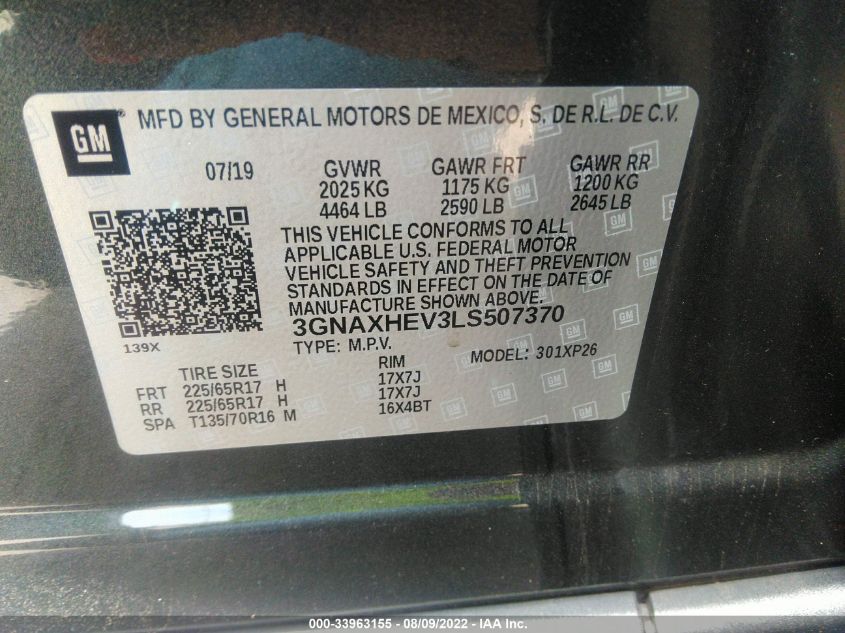 GM
MFD BY GENERAL MOTORS DE MEXICO, S. DE R.L. DE C.V.
07/19 GVWR GAWR FRT GAWR RR
2025 KG 1175 KG 1200 KG
4464 LB 2590 LB 2645 LB
THIS VEHICLE CONFORMS TO ALL
APPLICABLE U.S. FEDERAL MOTOR
VEHICLE SAFETY AND THEFT PREVENTION
STANDARDS IN EFFECT ON THE DATE OF
MANUFACTURE SHOWN ABOVE.
3GNAXHEV3LS507370
139X
TYPE: M.P.V. MODEL: 301XP26
TIRE SIZE RIM
FRT 225/65R17 H 17X7J
RR 225/65R17 H 17X7J
SPA T135/70R16 M 16X4BT
000-33963155 - 08/09/2022 - IAA Inc.